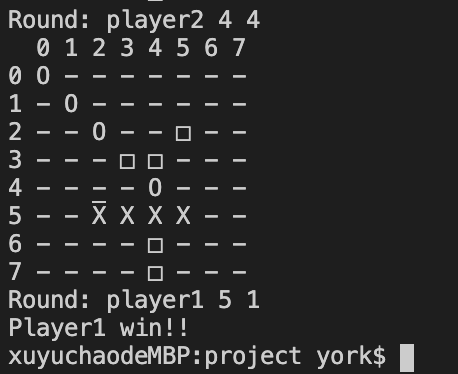 Round: player2 4 4
  0 1 2 3 4 5 6 7
0 O - - - - - - -
1 - O - - - - - -
2 - - O - - □ - -
3 - - - □ □ - - -
4 - - - - O - - -
5 - - X̅ X X X - -
6 - - - - □ - - -
7 - - - - □ - - -
Round: player1 5 1
Player1 win!!
xuyuchaodeMBP:project york$